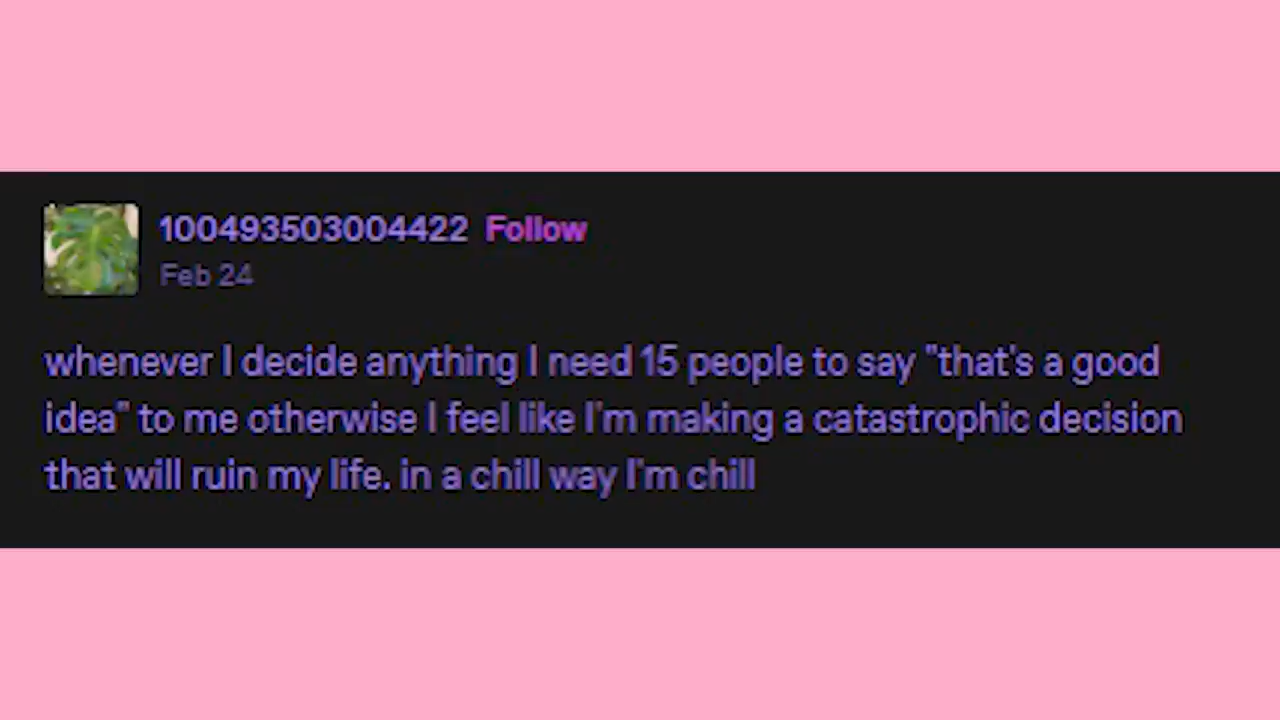 100493503004422 Follow
Feb 24
whenever I decide anything I need 15 people to say "that's a good
idea" to me otherwise I feel like I'm making a catastrophic decision
that will ruin my life. in a chill way I'm chill